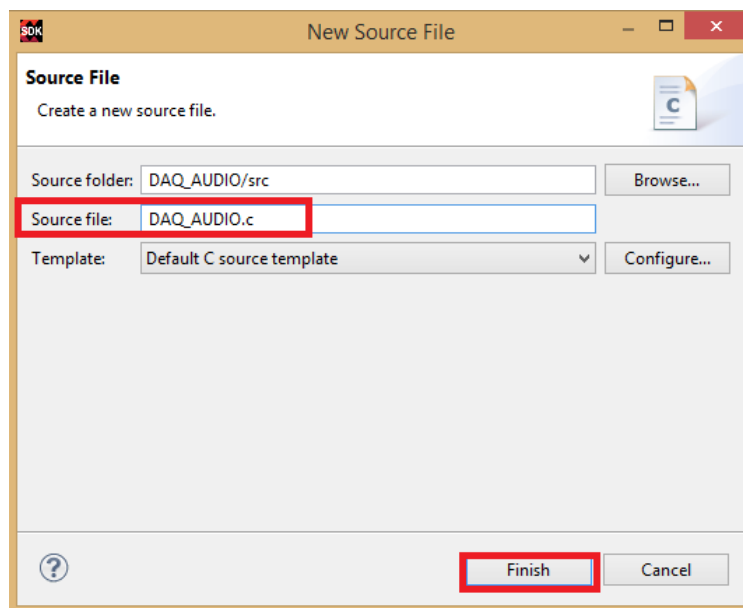 SDK New Source File
Source File
Create a new source file.
C
Source folder: DAQ_AUDIO/src Browse...
Source file: DAQ_AUDIO.c
Template: Default C source template Configure...
? Finish Cancel